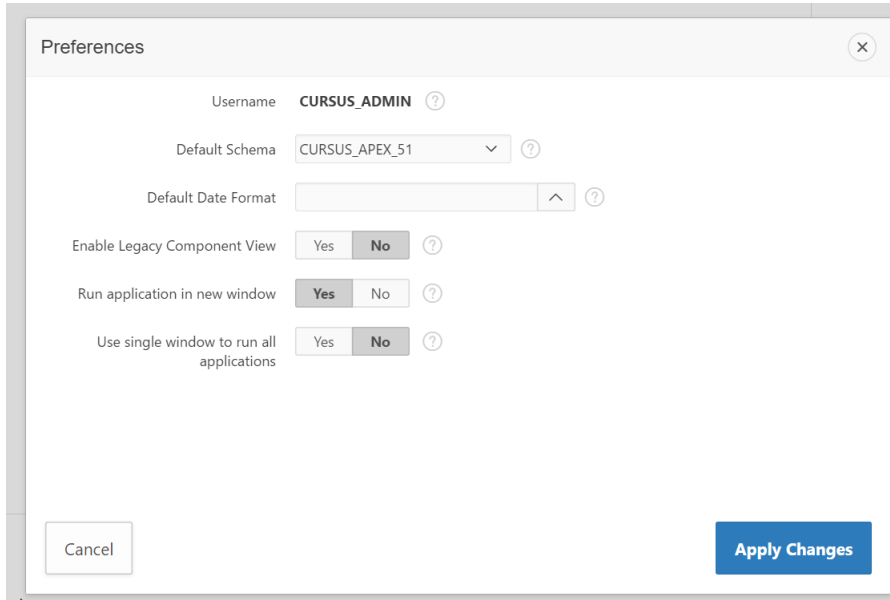 Preferences
Username CURSUS_ADMIN ?
Default Schema CURSUS_APEX_51 ?
Default Date Format ?
Enable Legacy Component View Yes No ?
Run application in new window Yes No ?
Use single window to run all Yes No ?
applications
Cancel Apply Changes